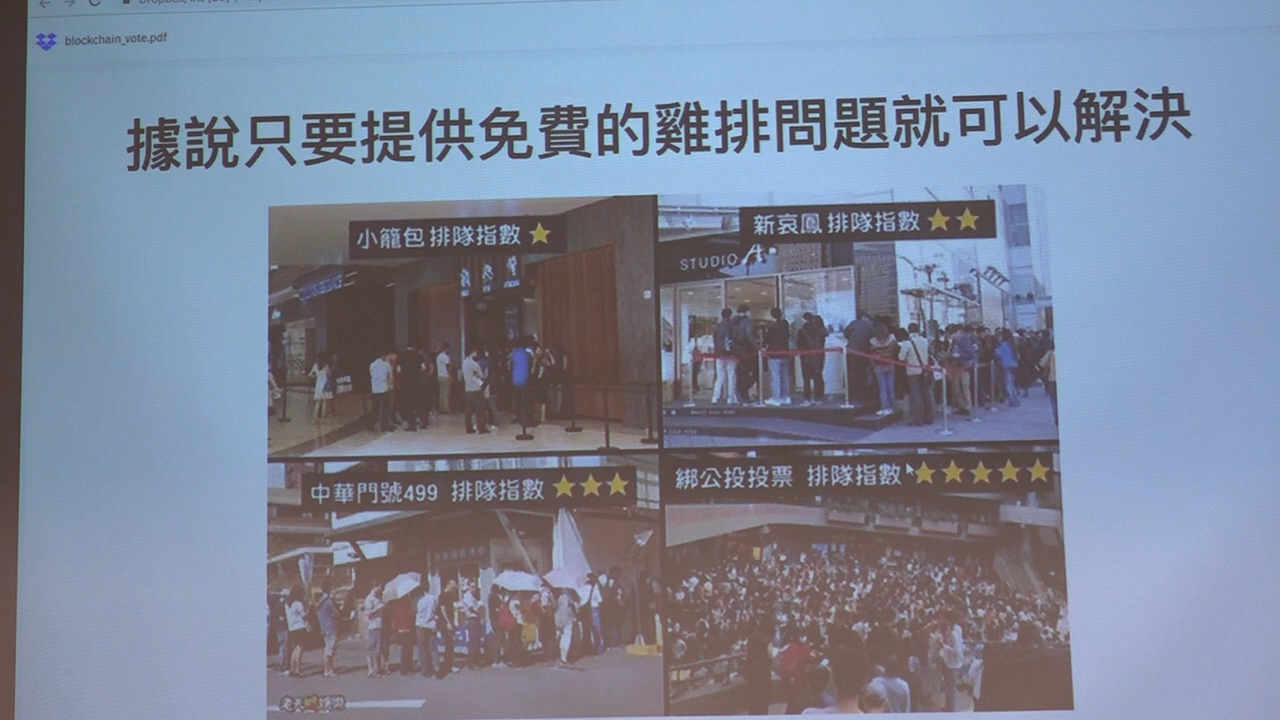 blockchain_vote.pdf
據說只要提供免費的雞排問題就可以解決
小籠包 排隊指數
新哀鳳 排隊指數
STUDIO A
中華門號499 排隊指數
綁公投投票 排隊指數